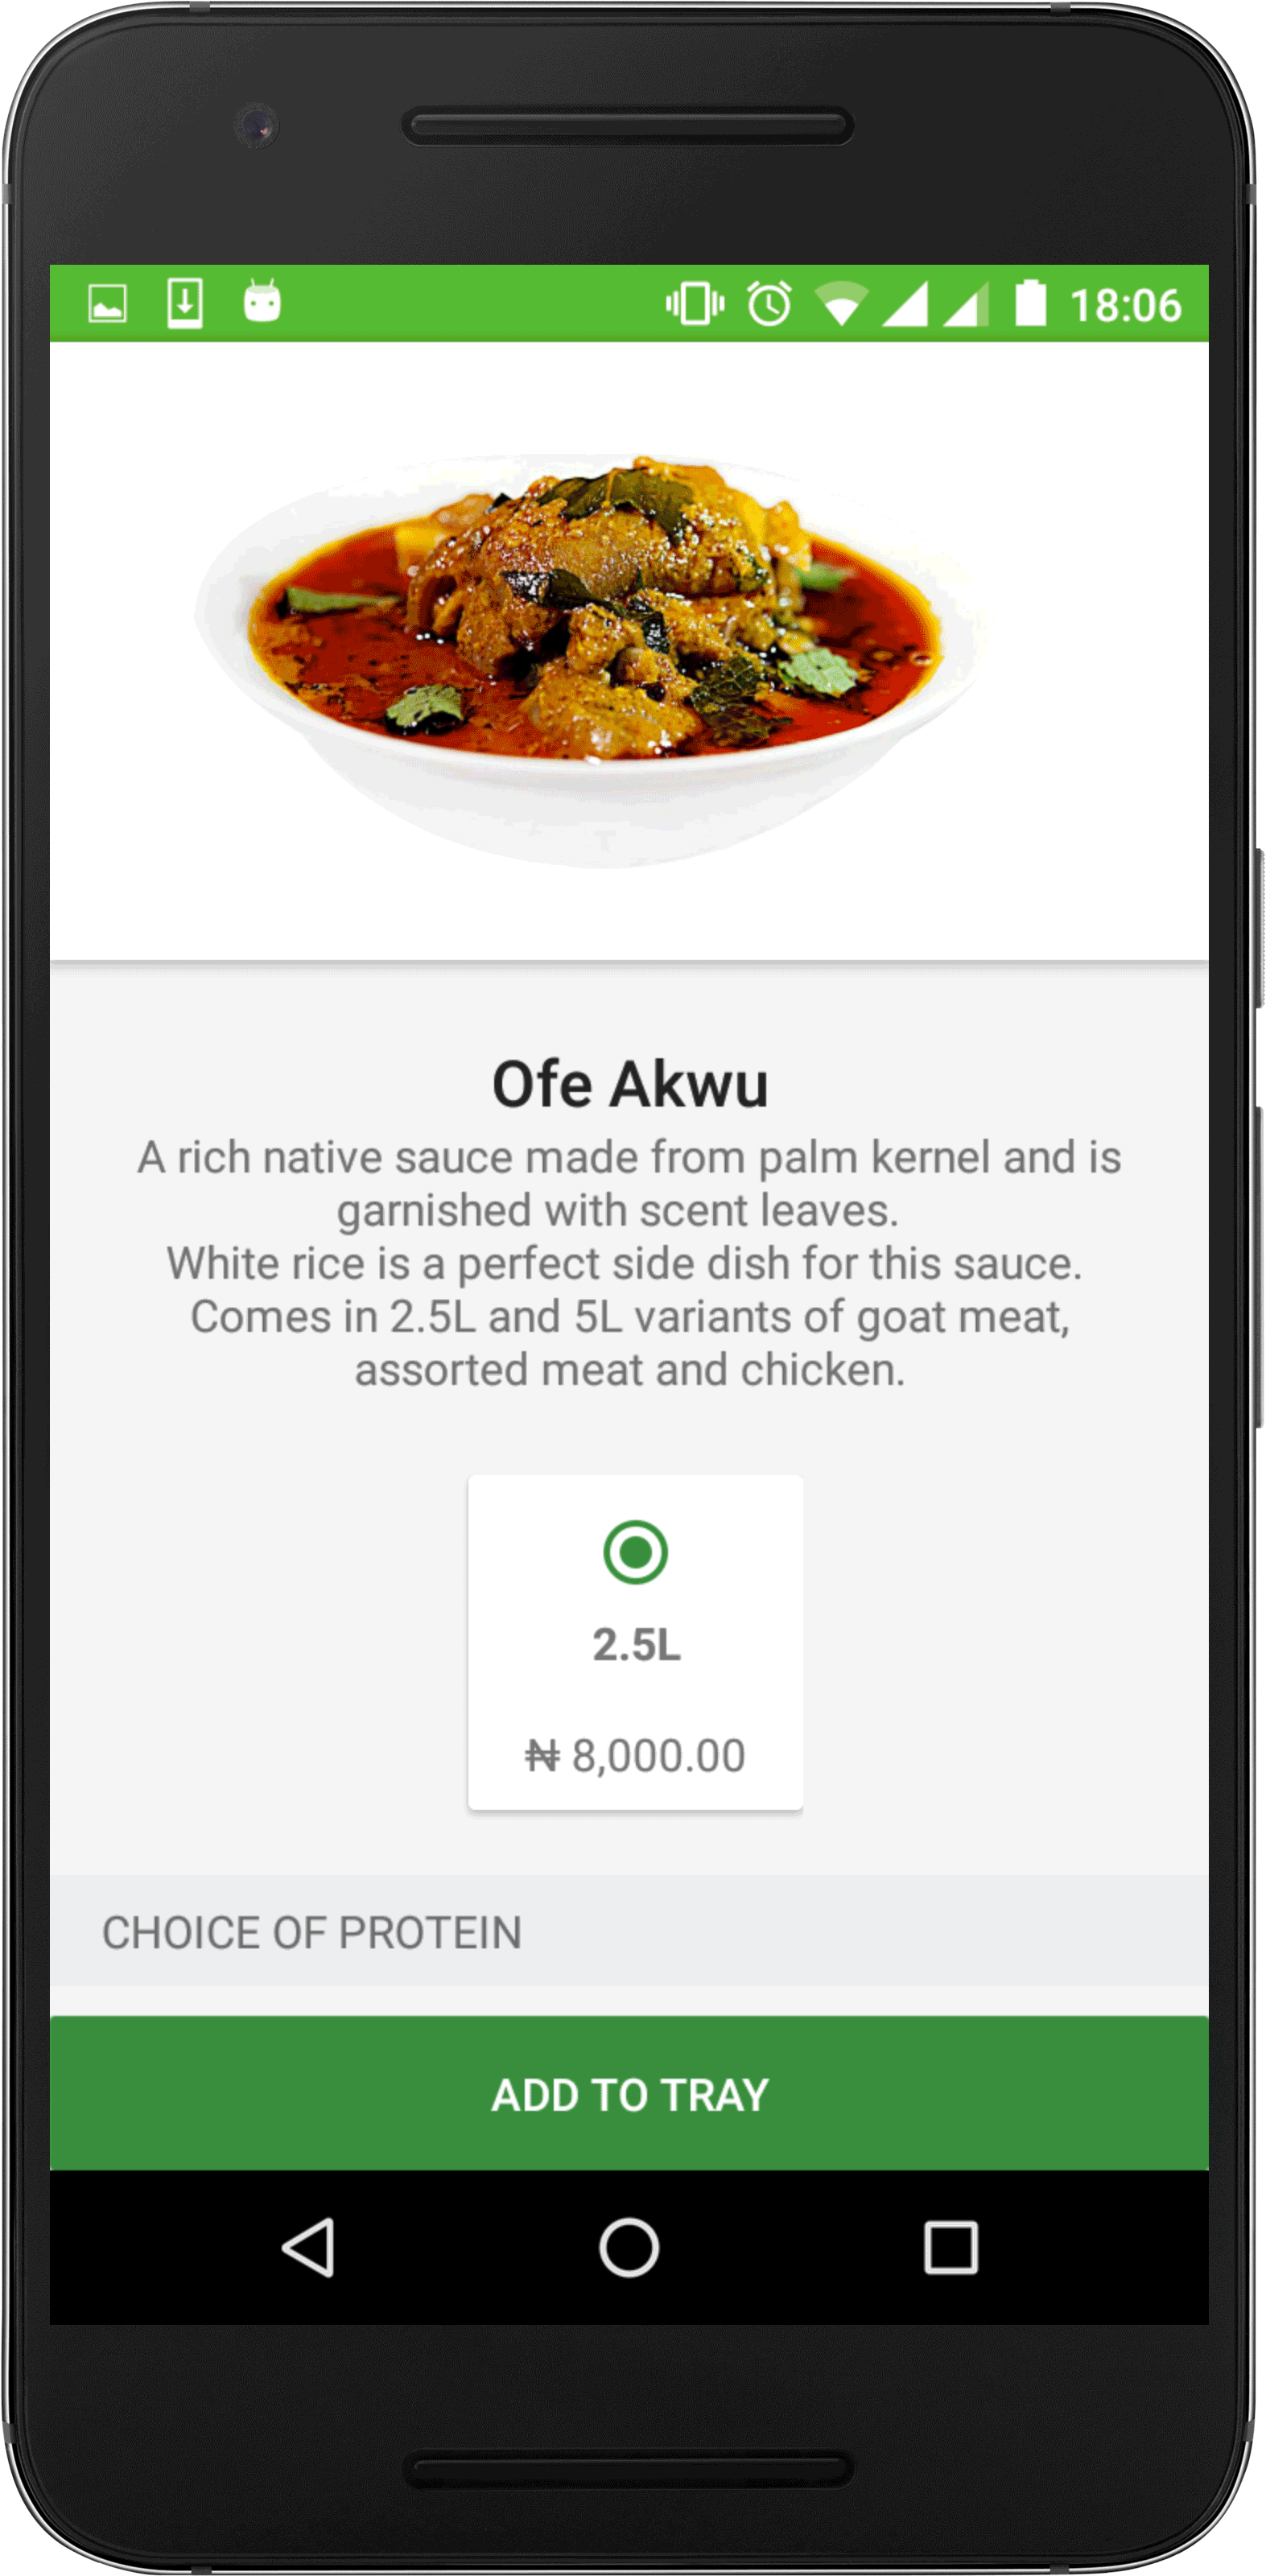 18:06
Ofe Akwu
A rich native sauce made from palm kernel and is
garnished with scent leaves.
White rice is a perfect side dish for this sauce.
Comes in 2.5L and 5L variants of goat meat,
assorted meat and chicken.
2.5L
₦ 8,000.00
CHOICE OF PROTEIN
ADD TO TRAY